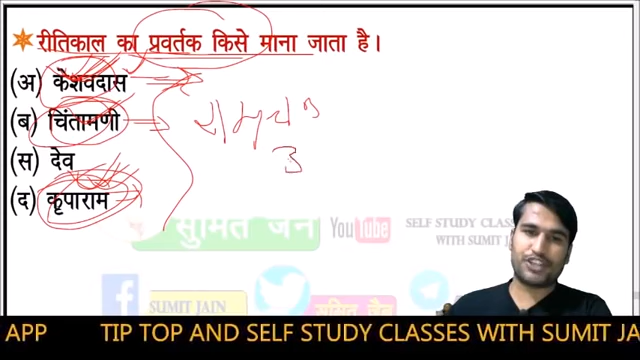 रीतिकाल का प्रवर्तक किसे माना जाता है।
(अ) केशवदास
(ब) चिंतामणी
(स) देव
(द) कृपाराम
सुमित जैन
YouTube
SELF STUDY CLASSES
WITH SUMIT JAIN
SUMIT JAIN
सुमित जैन
APP TIP TOP AND SELF STUDY CLASSES WITH SUMIT JA